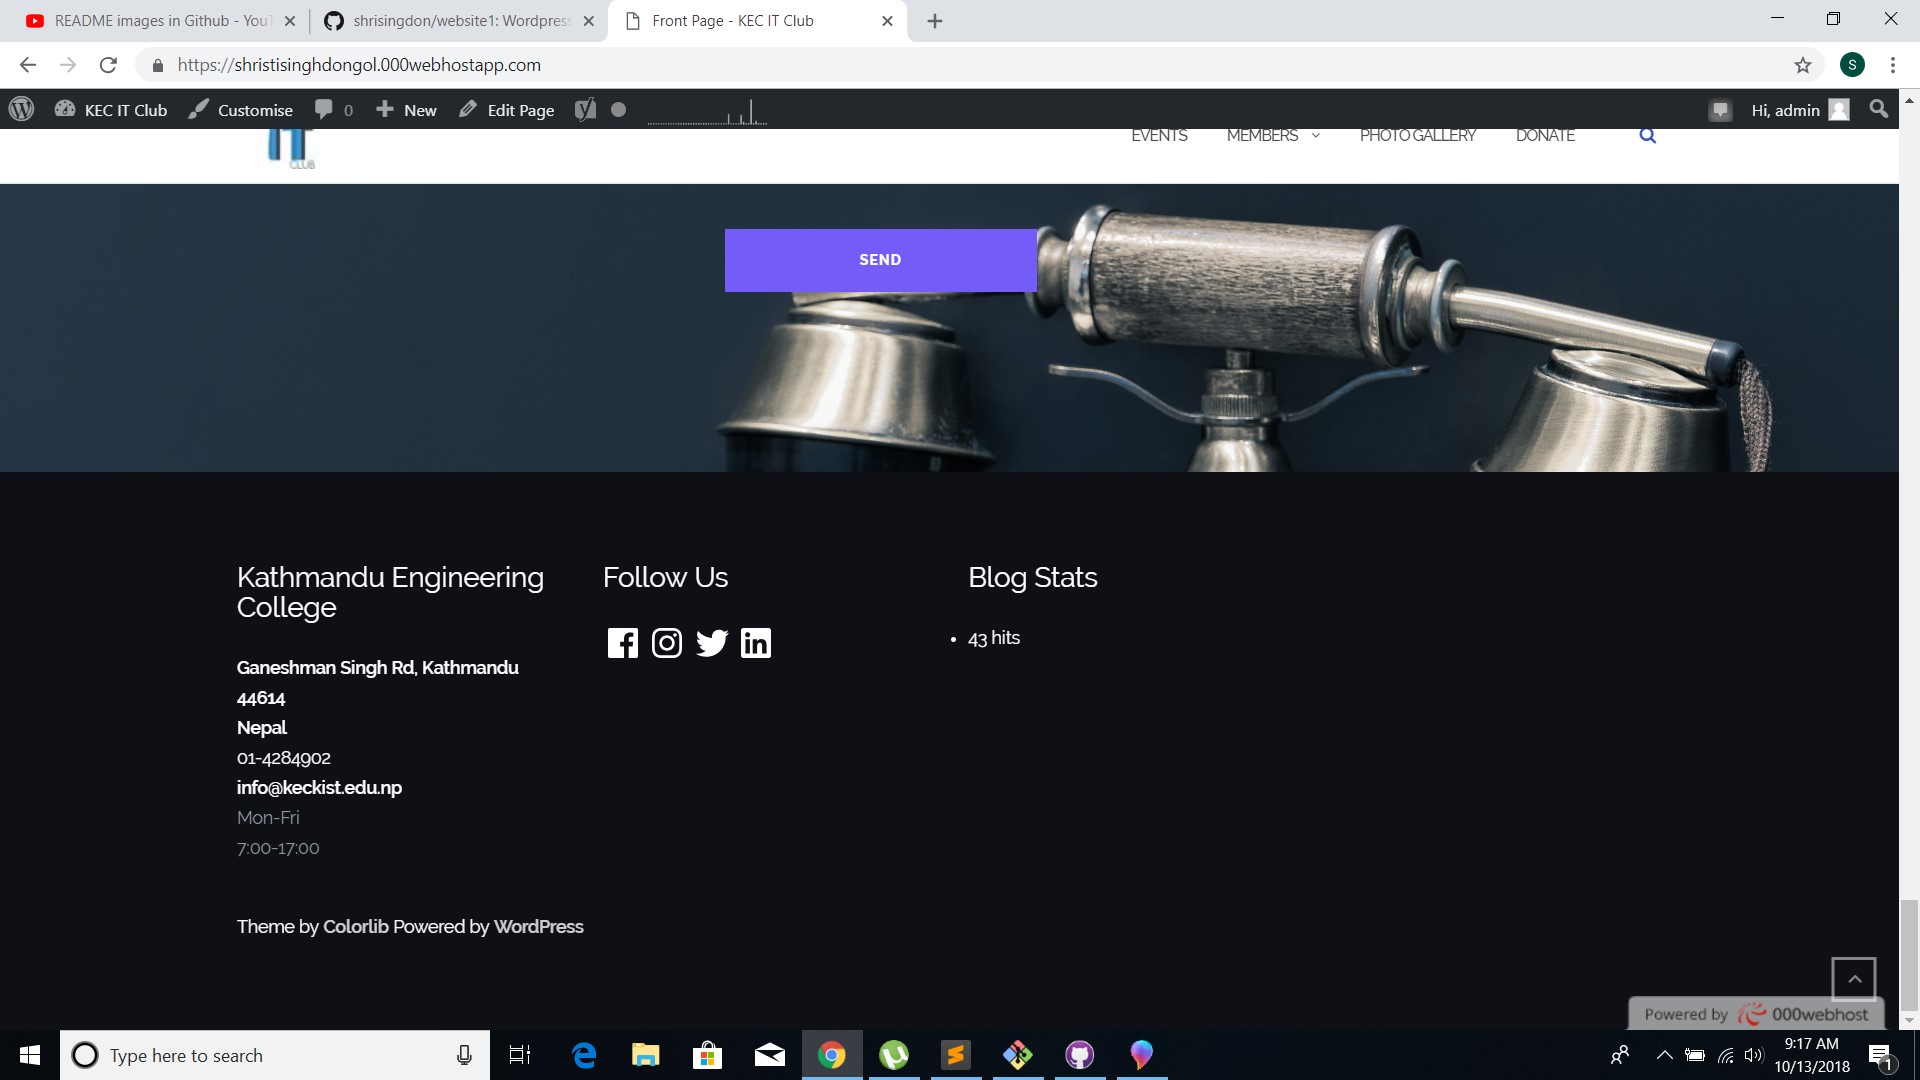 README images in Github - You
shrisingdon/website1: Wordpress
Front Page - KEC IT Club
https://shristisinghdongol.000webhostapp.com
S
KEC IT Club
Customise
0
New
Edit Page
Hi, admin
IT
CLUB
EVENTS
MEMBERS
PHOTO GALLERY
DONATE
SEND
Kathmandu Engineering
College
Ganeshman Singh Rd, Kathmandu
44614
Nepal
01-4284902
info@keckist.edu.np
Mon-Fri
7:00-17:00
Follow Us
Blog Stats
43 hits
Theme by Colorlib Powered by WordPress
Powered by 000webhost
Type here to search
9:17 AM
10/13/2018
1